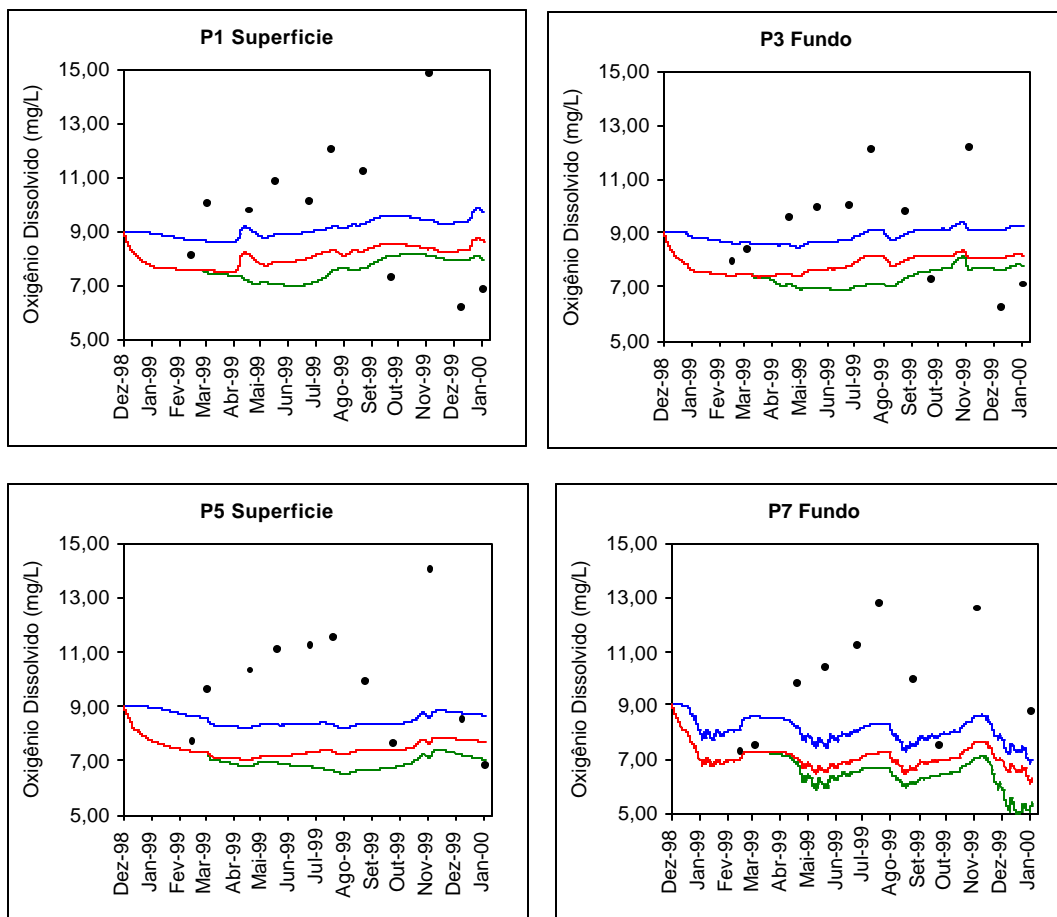 P1 Superficie
Oxigênio Dissolvido (mg/L)
15,00
13,00
11,00
9,00
7,00
5,00
Dez-98
Jan-99
Fev-99
Mar-99
Abr-99
Mai-99
Jun-99
Jul-99
Ago-99
Set-99
Out-99
Nov-99
Dez-99
Jan-00
P3 Fundo
Oxigênio Dissolvido (mg/L)
15,00
13,00
11,00
9,00
7,00
5,00
Dez-98
Jan-99
Fev-99
Mar-99
Abr-99
Mai-99
Jun-99
Jul-99
Ago-99
Set-99
Out-99
Nov-99
Dez-99
Jan-00
P5 Superficie
Oxigênio Dissolvido (mg/L)
15,00
13,00
11,00
9,00
7,00
5,00
Dez-98
Jan-99
Fev-99
Mar-99
Abr-99
Mai-99
Jun-99
Jul-99
Ago-99
Set-99
Out-99
Nov-99
Dez-99
Jan-00
P7 Fundo
Oxigênio Dissolvido (mg/L)
15,00
13,00
11,00
9,00
7,00
5,00
Dez-98
Jan-99
Fev-99
Mar-99
Abr-99
Mai-99
Jun-99
Jul-99
Ago-99
Set-99
Out-99
Nov-99
Dez-99
Jan-00